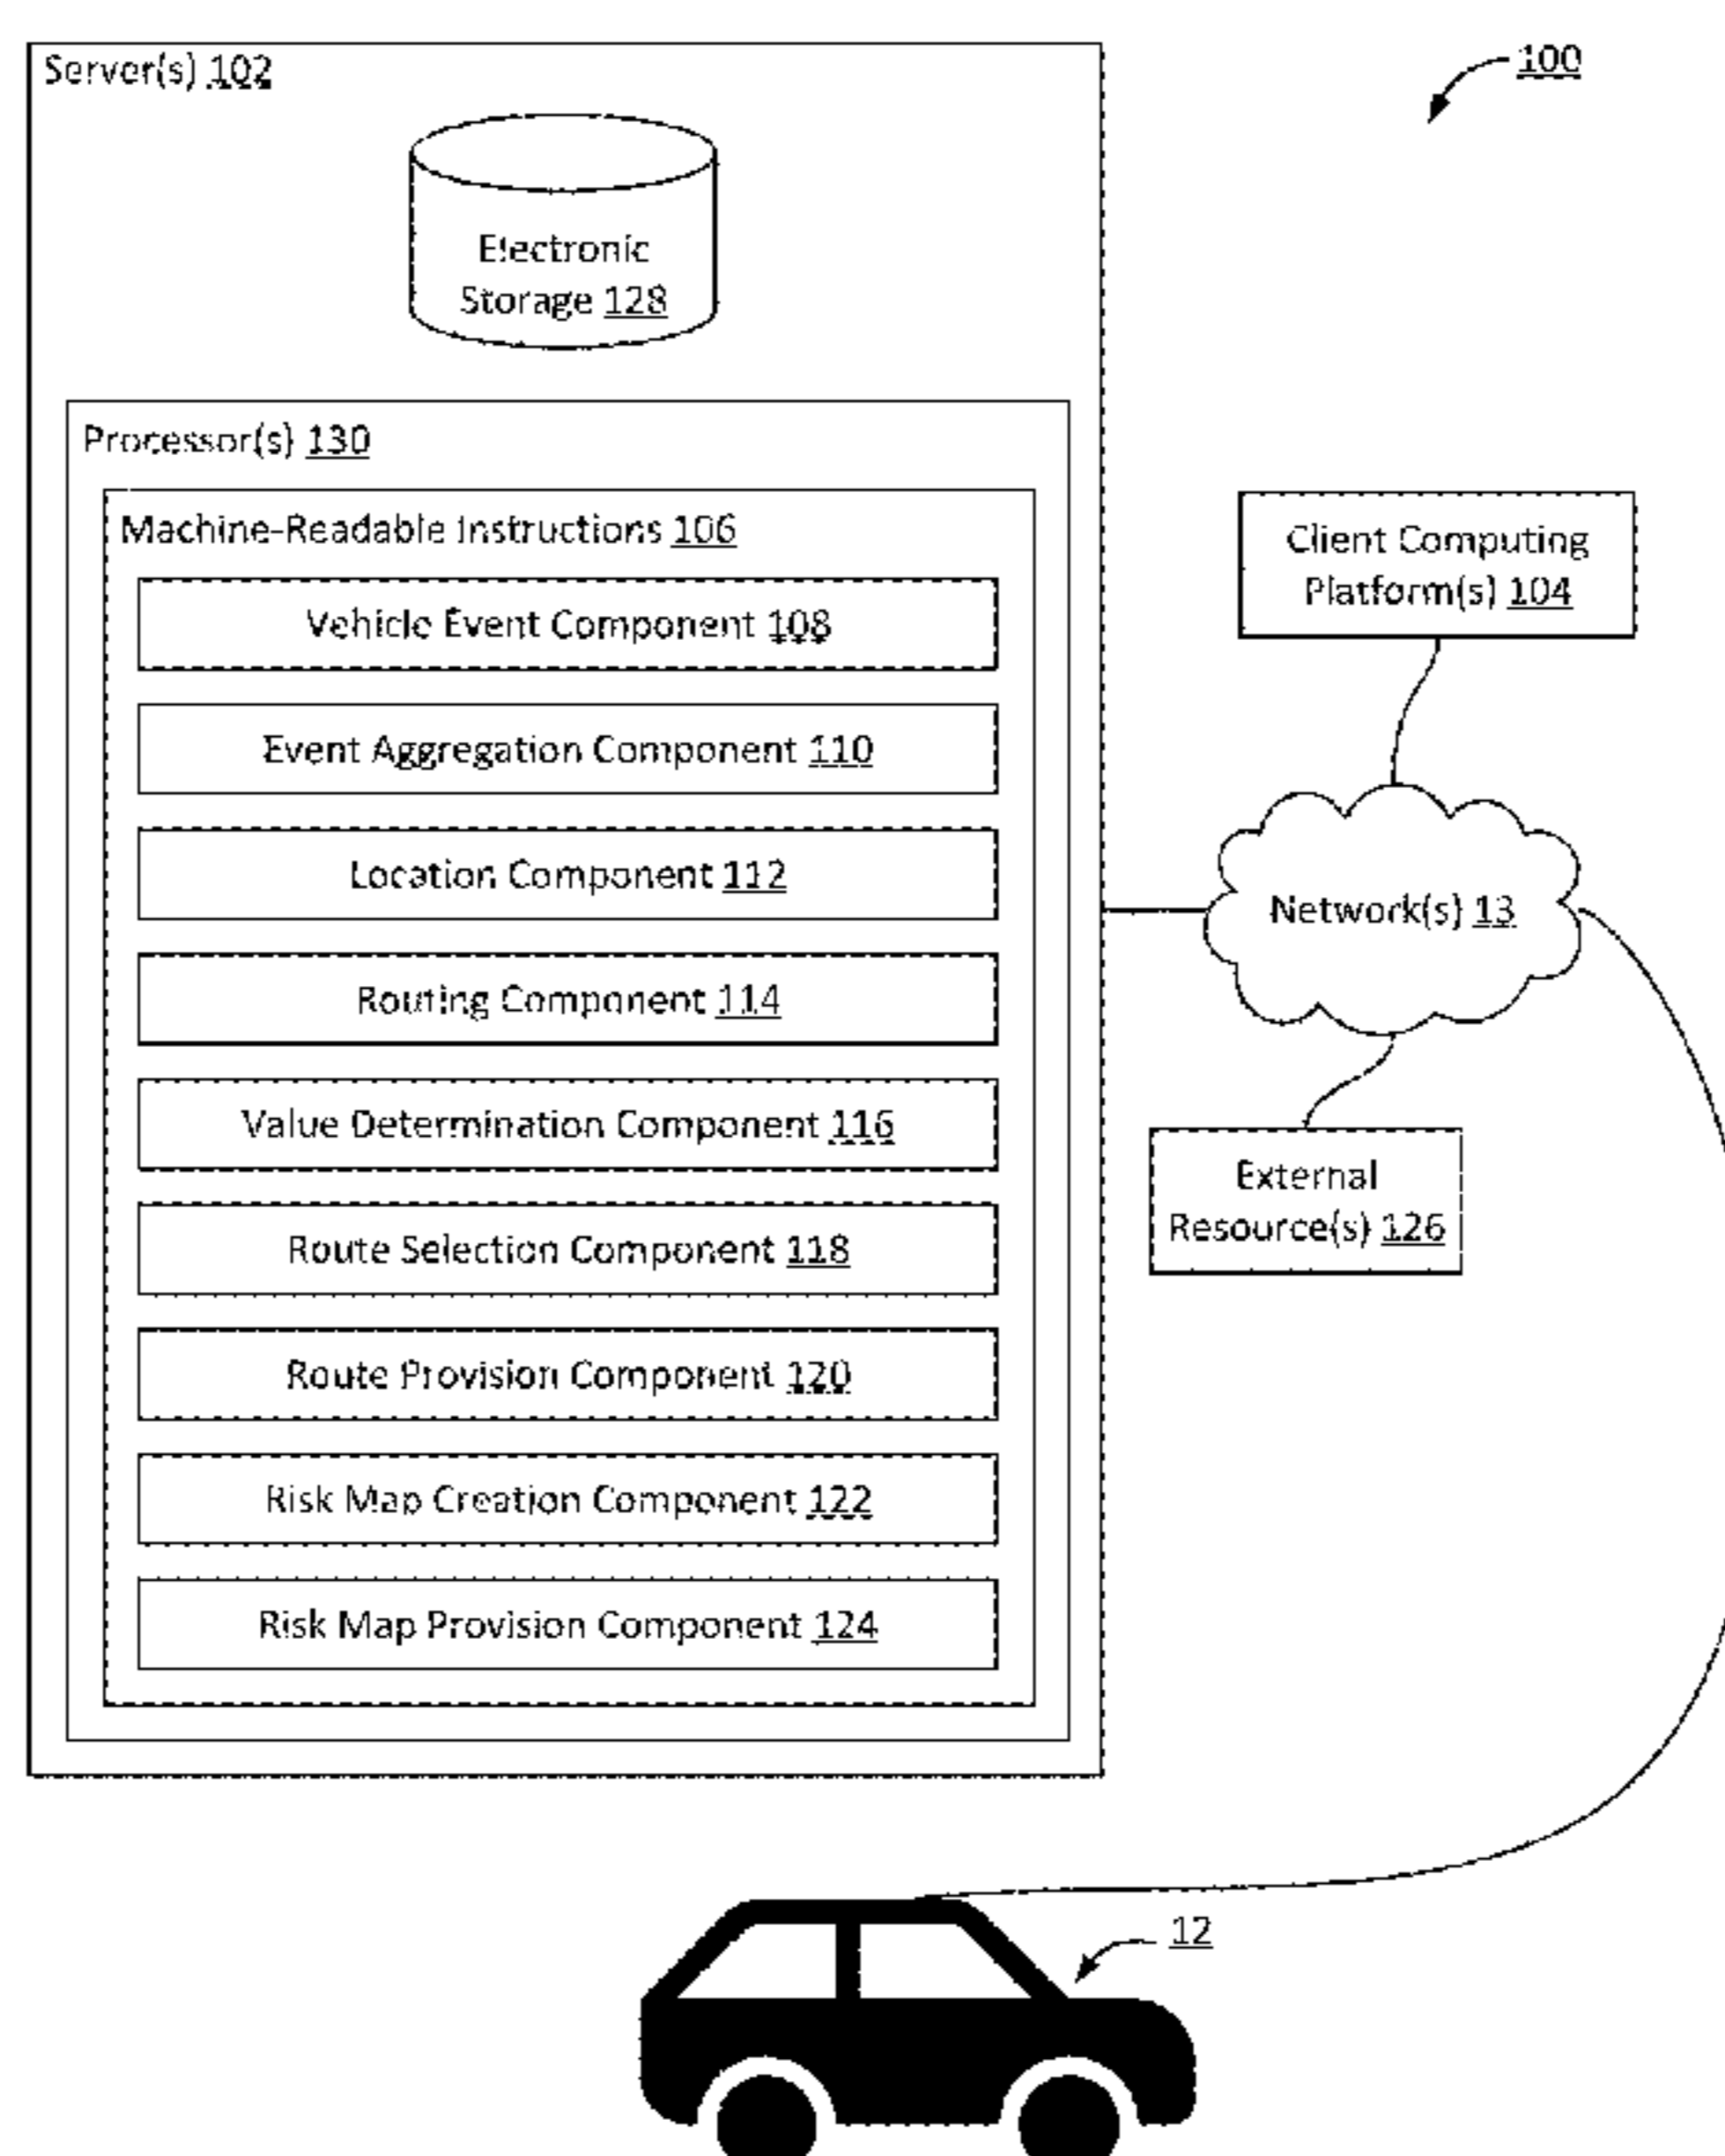 Server(s) 102
100
Electronic
Storage 128
Processor(s) 130
Machine-Readable Instructions 106
Vehicle Event Component 108
Event Aggregation Component 110
Location Component 112
Routing Component 114
Value Determination Component 116
Route Selection Component 118
Route Provision Component 120
Risk Map Creation Component 122
Risk Map Provision Component 124
Client Computing
Platform(s) 104
Network(s) 13
External
Resource(s) 126
12